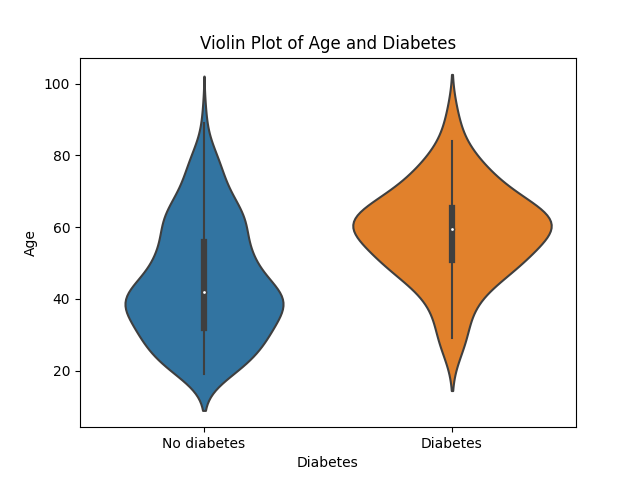 Violin Plot of Age and Diabetes
100
80
60
40
20
Age
No diabetes
Diabetes
Diabetes